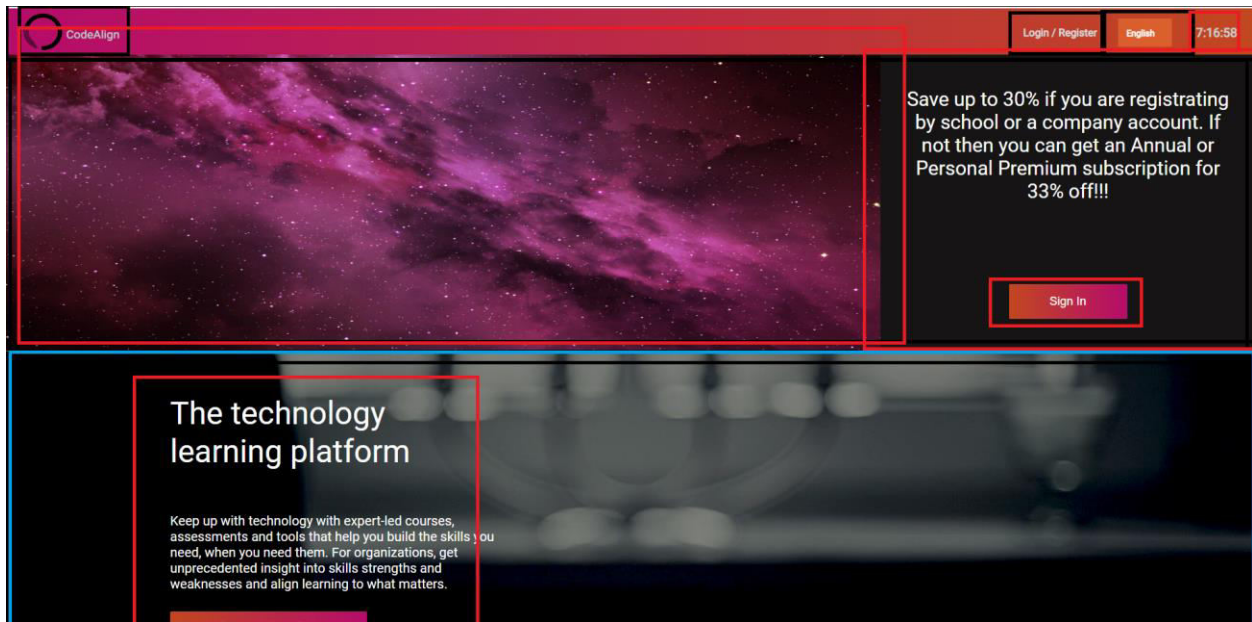 CodeAlign
Login / Register
English
7:16:58
Save up to 30% if you are registrating
by school or a company account. If
not then you can get an Annual or
Personal Premium subscription for
33% off!!!
Sign In
The technology
learning platform
Keep up with technology with expert-led courses,
assessments and tools that help you build the skills you
need, when you need them. For organizations, get
unprecedented insight into skills strengths and
weaknesses and align learning to what matters.